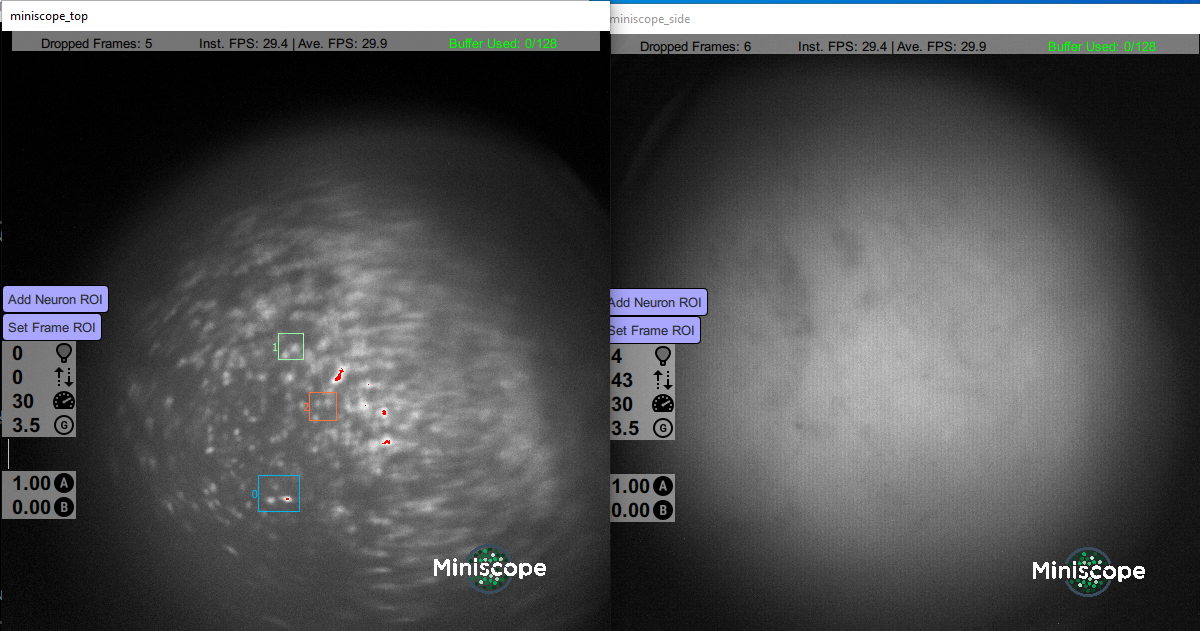 miniscope_top
Dropped Frames: 5 Inst. FPS: 29.4 | Ave. FPS: 29.9 Buffer Used: 0/128
Add Neuron ROI
Set Frame ROI
0
0
30
3.5 G
1.00 A
0.00 B
1
2
0
Miniscope
miniscope_side
Dropped Frames: 6 Inst. FPS: 29.4 | Ave. FPS: 29.9 Buffer Used: 0/128
Add Neuron ROI
Set Frame ROI
4
43
30
3.5 G
1.00 A
0.00 B
Miniscope